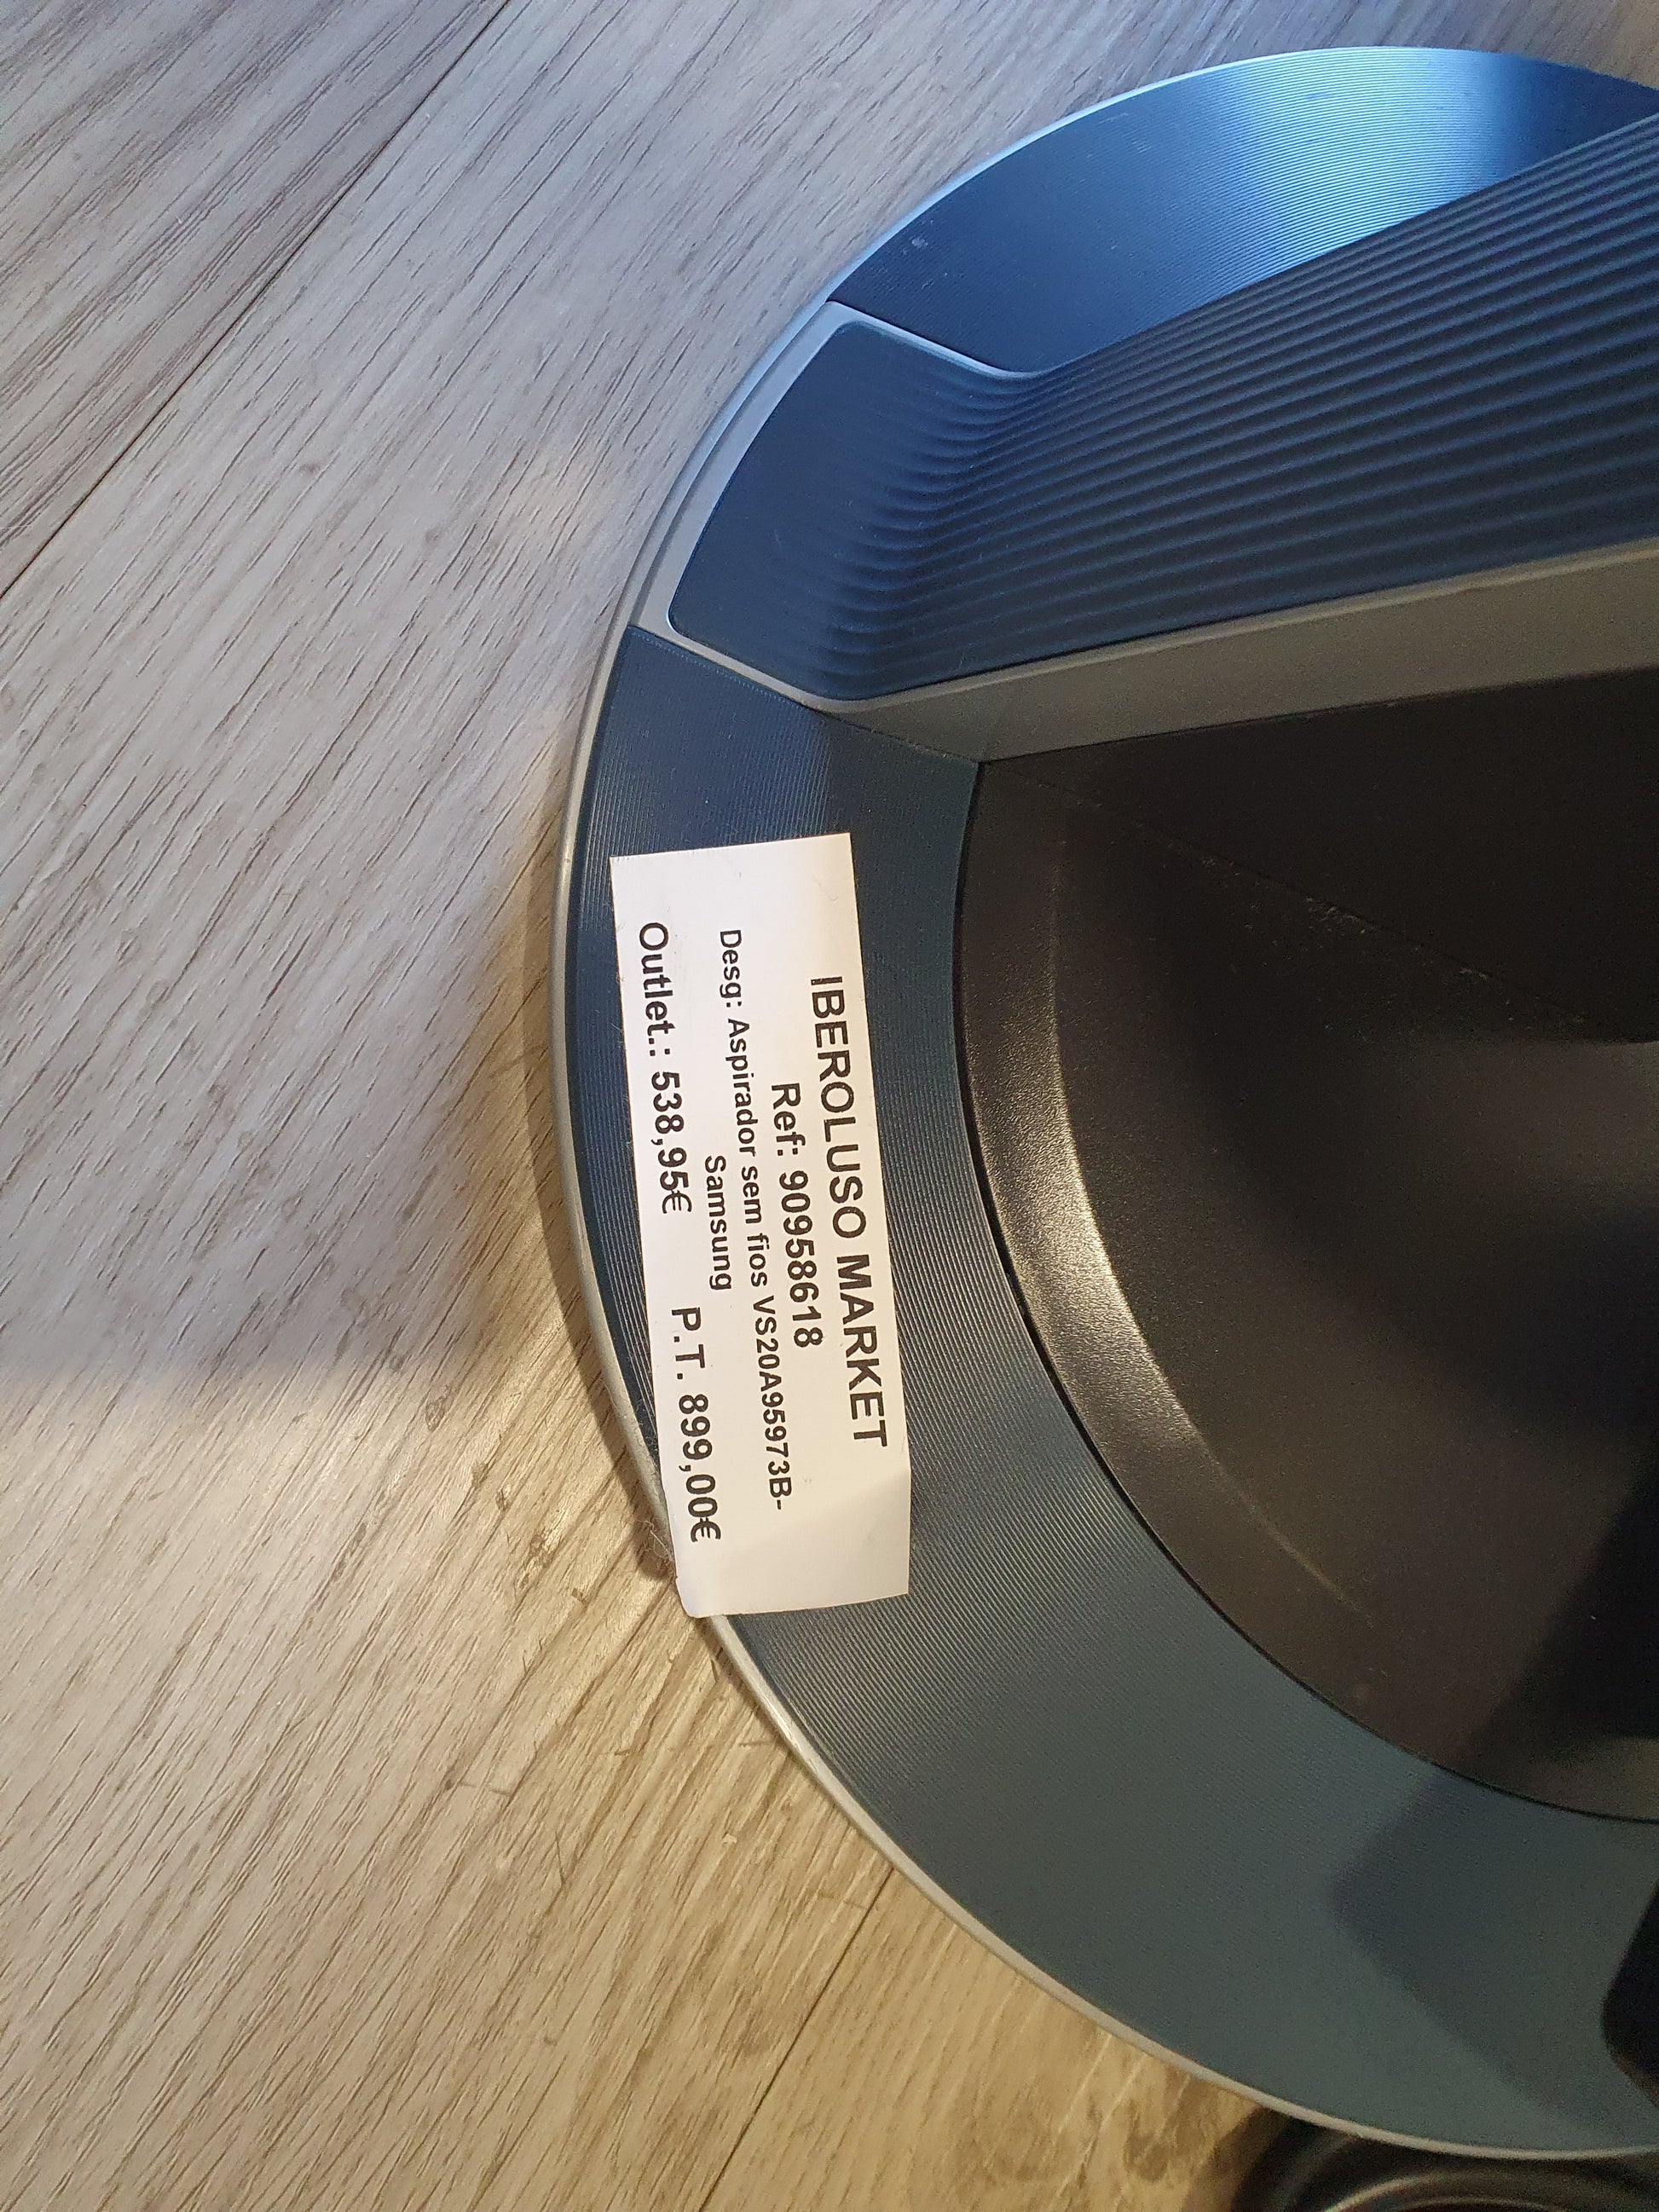 IBEROLUSO MARKET
Ref: 90958618
Desg: Aspirador sem fios VS20A95973B-
Samsung
Outlet.: 538,95€ P.T. 899,00€